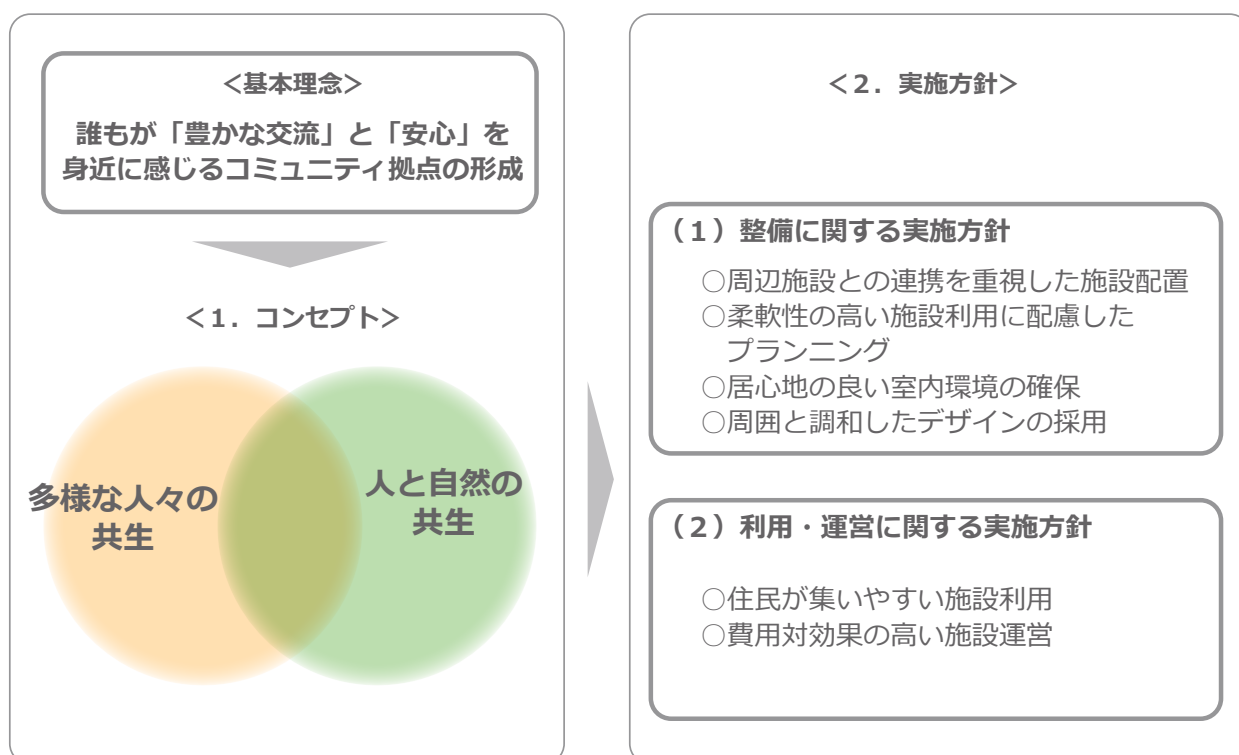 ＜基本理念＞
誰もが「豊かな交流」と「安心」を
身近に感じるコミュニティ拠点の形成
＜１．コンセプト＞
多様な人々の
共生
人と自然の
共生
＜２．実施方針＞
（１）整備に関する実施方針
○周辺施設との連携を重視した施設配置
○柔軟性の高い施設利用に配慮した
プランニング
○居心地の良い室内環境の確保
○周囲と調和したデザインの採用
（２）利用・運営に関する実施方針
○住民が集いやすい施設利用
○費用対効果の高い施設運営